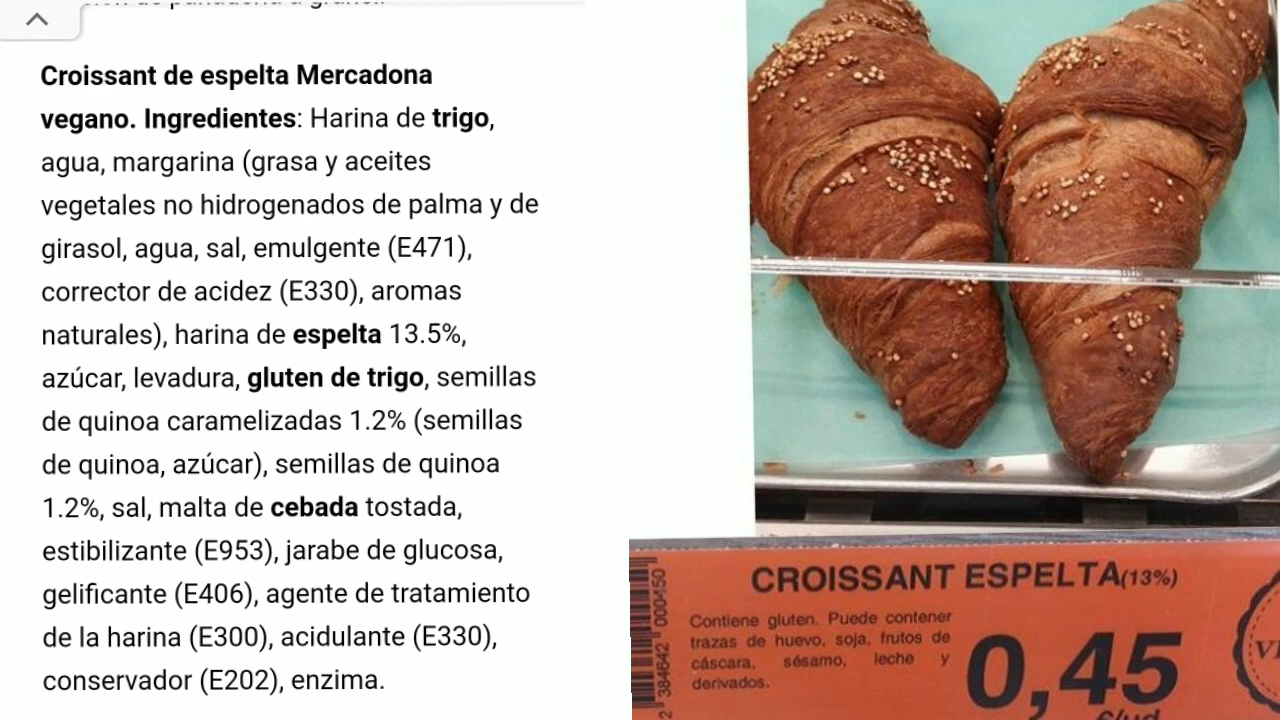 Croissant de espelta Mercadona
vegano. Ingredientes: Harina de trigo,
agua, margarina (grasa y aceites
vegetales no hidrogenados de palma y de
girasol, agua, sal, emulgente (E471),
corrector de acidez (E330), aromas
naturales), harina de espelta 13.5%,
azúcar, levadura, gluten de trigo, semillas
de quinoa caramelizadas 1.2% (semillas
de quinoa, azúcar), semillas de quinoa
1.2%, sal, malta de cebada tostada,
estibilizante (E953), jarabe de glucosa,
gelificante (E406), agente de tratamiento
de la harina (E300), acidulante (E330),
conservador (E202), enzima.
CROISSANT ESPELTA(13%)
Contiene gluten. Puede contener
trazas de huevo, soja, frutos de
cáscara, sésamo, leche y
derivados.
0,45
€/ud
2 384642 000450